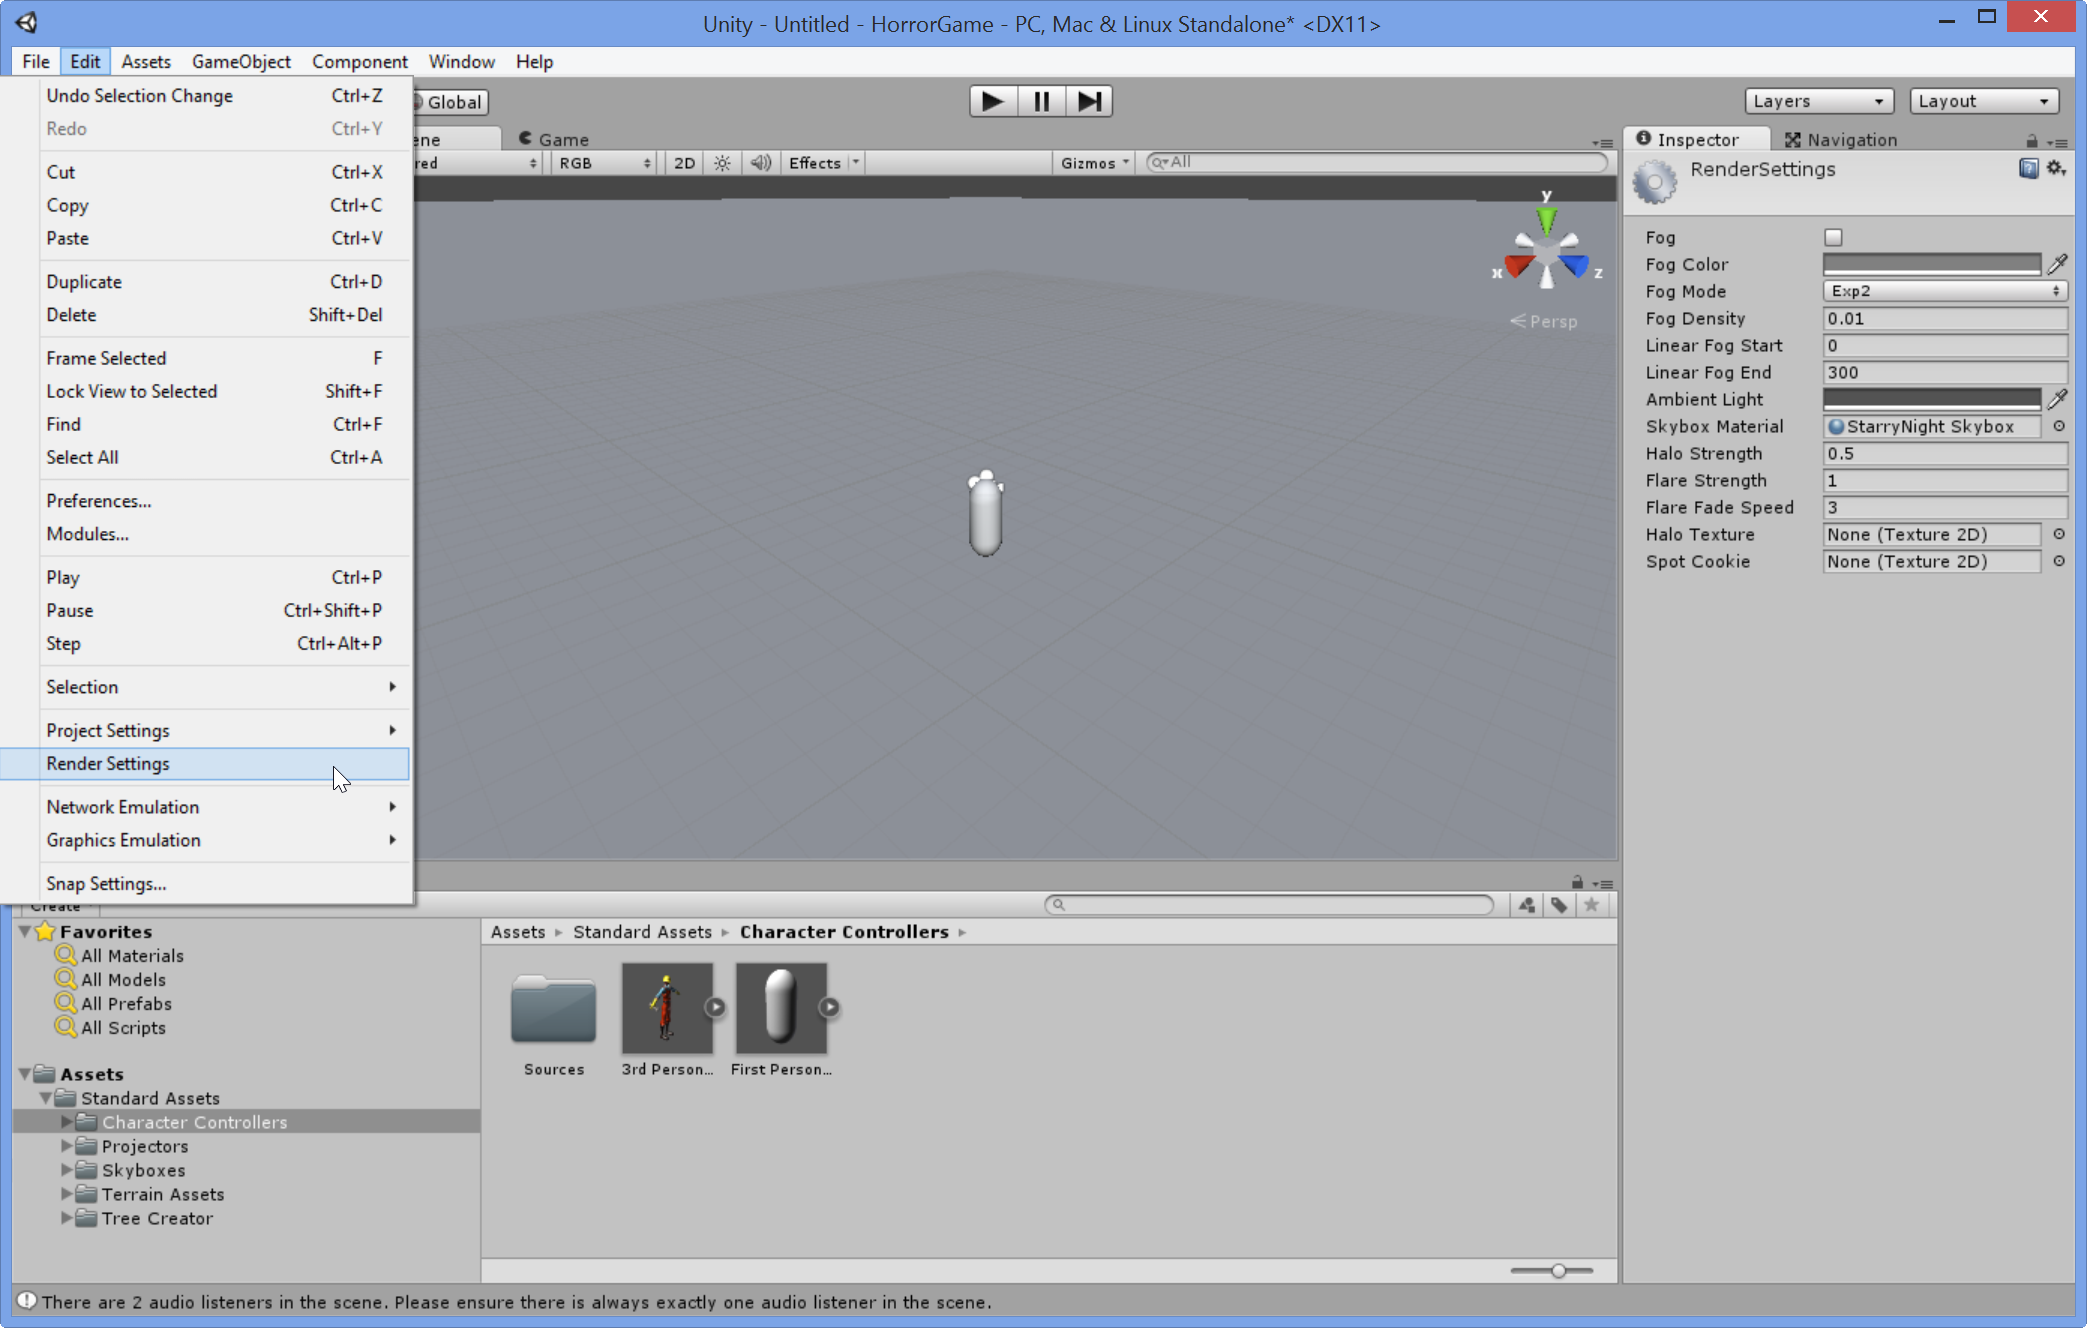 Unity - Untitled - HorrorGame - PC, Mac & Linux Standalone* <DX11>
File Edit Assets GameObject Component Window Help
Undo Selection Change Ctrl+Z
Redo Ctrl+Y
Cut Ctrl+X
Copy Ctrl+C
Paste Ctrl+V
Duplicate Ctrl+D
Delete Shift+Del
Frame Selected F
Lock View to Selected Shift+F
Find Ctrl+F
Select All Ctrl+A
Preferences...
Modules...
Play Ctrl+P
Pause Ctrl+Shift+P
Step Ctrl+Alt+P
Selection
Project Settings
Render Settings
Network Emulation
Graphics Emulation
Snap Settings...
Global
Layers Layout
ene Game
red RGB 2D Effects Gizmos All
y
x z
Persp
Inspector Navigation
RenderSettings
Fog
Fog Color
Fog Mode Exp2
Fog Density 0.01
Linear Fog Start 0
Linear Fog End 300
Ambient Light
Skybox Material StarryNight Skybox
Halo Strength 0.5
Flare Strength 1
Flare Fade Speed 3
Halo Texture None (Texture 2D)
Spot Cookie None (Texture 2D)
Create
Favorites
All Materials
All Models
All Prefabs
All Scripts
Assets
Standard Assets
Character Controllers
Projectors
Skyboxes
Terrain Assets
Tree Creator
Assets Standard Assets Character Controllers
Sources 3rd Person... First Person...
There are 2 audio listeners in the scene. Please ensure there is always exactly one audio listener in the scene.